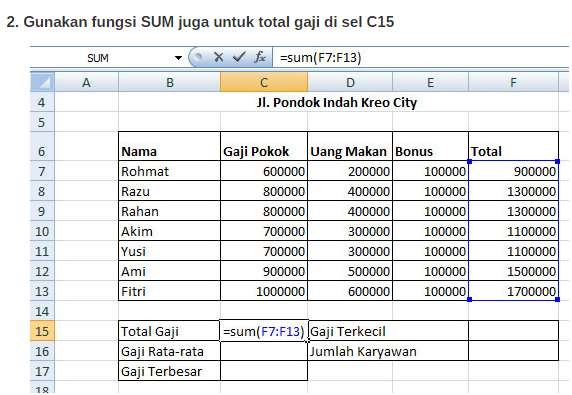 2. Gunakan fungsi SUM juga untuk total gaji di sel C15
SUM fx =sum(F7:F13)
A B C D E F
4 Jl. Pondok Indah Kreo City
5
6 Nama Gaji Pokok Uang Makan Bonus Total
7 Rohmat 600000 200000 100000 900000
8 Razu 800000 400000 100000 1300000
9 Rahan 800000 400000 100000 1300000
10 Akim 700000 300000 100000 1100000
11 Yusi 700000 300000 100000 1100000
12 Ami 900000 500000 100000 1500000
13 Fitri 1000000 600000 100000 1700000
14
15 Total Gaji =sum(F7:F13) Gaji Terkecil
16 Gaji Rata-rata Jumlah Karyawan
17 Gaji Terbesar
18